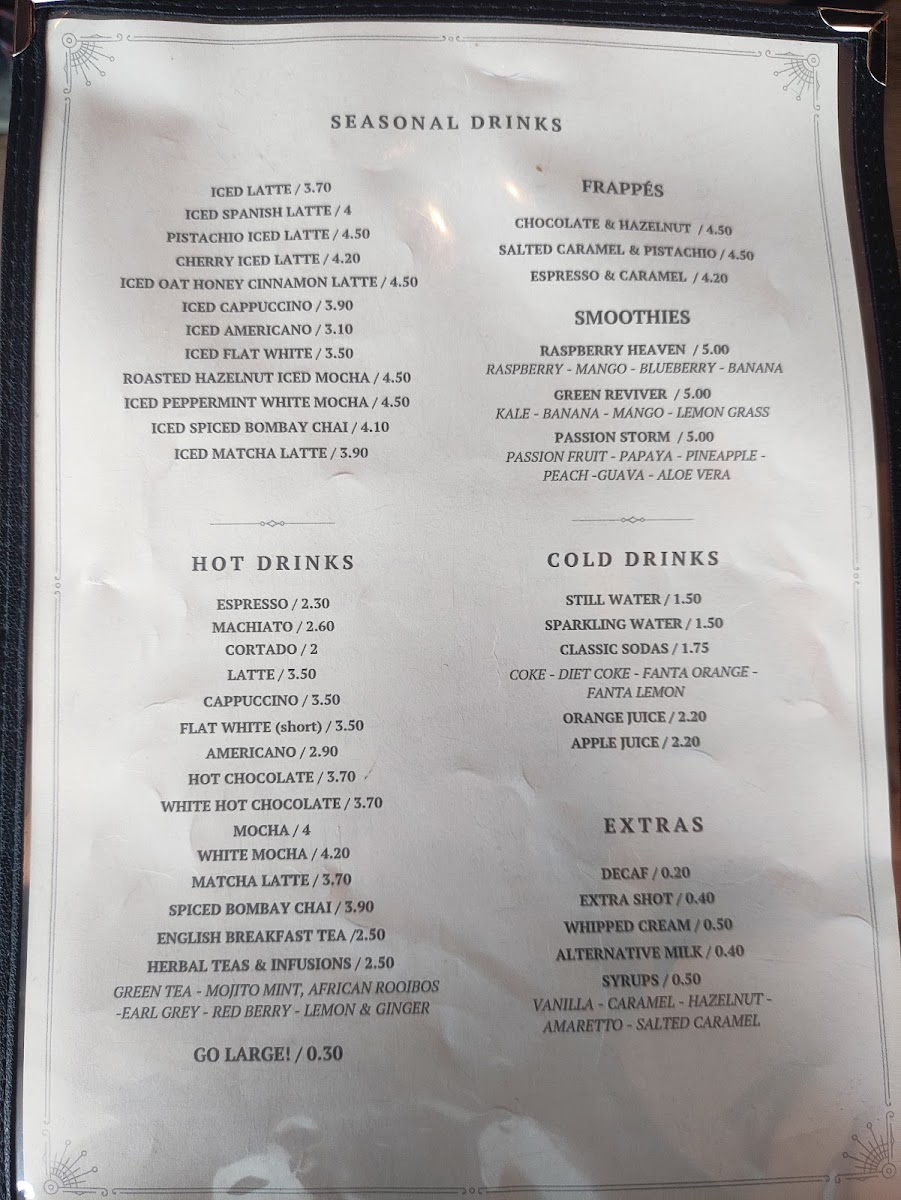 SEASONAL DRINKS
ICED LATTE / 3.70
ICED SPANISH LATTE / 4
PISTACHIO ICED LATTE / 4.50
CHERRY ICED LATTE / 4.20
ICED OAT HONEY CINNAMON LATTE / 4.50
ICED CAPPUCCINO / 3.90
ICED AMERICANO / 3.10
ICED FLAT WHITE / 3.50
ROASTED HAZELNUT ICED MOCHA / 4.50
ICED PEPPERMINT WHITE MOCHA / 4.50
ICED SPICED BOMBAY CHAI / 4.10
ICED MATCHA LATTE / 3.90
FRAPPÉS
CHOCOLATE & HAZELNUT / 4.50
SALTED CARAMEL & PISTACHIO / 4.50
ESPRESSO & CARAMEL / 4.20
SMOOTHIES
RASPBERRY HEAVEN / 5.00
RASPBERRY - MANGO - BLUEBERRY - BANANA
GREEN REVIVER / 5.00
KALE - BANANA - MANGO - LEMON GRASS
PASSION STORM / 5.00
PASSION FRUIT - PAPAYA - PINEAPPLE -
PEACH -GUAVA - ALOE VERA
HOT DRINKS
ESPRESSO / 2.30
MACHIATO / 2.60
CORTADO / 2
LATTE / 3.50
CAPPUCCINO / 3.50
FLAT WHITE (short) / 3.50
AMERICANO / 2.90
HOT CHOCOLATE / 3.70
WHITE HOT CHOCOLATE / 3.70
MOCHA / 4
WHITE MOCHA / 4.20
MATCHA LATTE / 3.70
SPICED BOMBAY CHAI / 3.90
ENGLISH BREAKFAST TEA /2.50
HERBAL TEAS & INFUSIONS / 2.50
GREEN TEA - MOJITO MINT, AFRICAN ROOIBOS
-EARL GREY - RED BERRY - LEMON & GINGER
GO LARGE! / 0.30
COLD DRINKS
STILL WATER / 1.50
SPARKLING WATER / 1.50
CLASSIC SODAS / 1.75
COKE - DIET COKE - FANTA ORANGE -
FANTA LEMON
ORANGE JUICE / 2.20
APPLE JUICE / 2.20
EXTRAS
DECAF / 0.20
EXTRA SHOT / 0.40
WHIPPED CREAM / 0.50
ALTERNATIVE MILK / 0.40
SYRUPS / 0.50
VANILLA - CARAMEL - HAZELNUT -
AMARETTO - SALTED CARAMEL